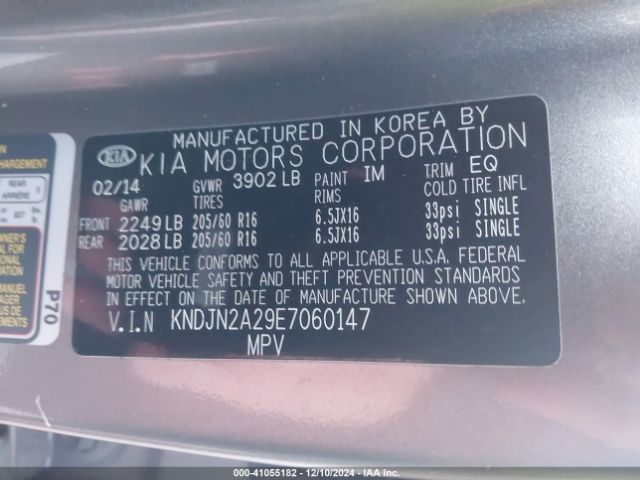 MANUFACTURED IN KOREA BY
KIA KIA MOTORS CORPORATION
02/14 GVWR 3902 LB PAINT IM TRIM EQ
GAWR TIRES RIMS COLD TIRE INFL
FRONT 2249 LB 205/60 R16 6.5JX16 33psi SINGLE
REAR 2028 LB 205/60 R16 6.5JX16 33psi SINGLE
THIS VEHICLE CONFORMS TO ALL APPLICABLE U.S.A. FEDERAL
MOTOR VEHICLE SAFETY AND THEFT PREVENTION STANDARDS
IN EFFECT ON THE DATE OF MANUFACTURE SHOWN ABOVE.
V.I.N KNDJN2A29E7060147
MPV
REAR
ARRIÈRE
P70
000-41055182 - 12/10/2024 - IAA Inc.